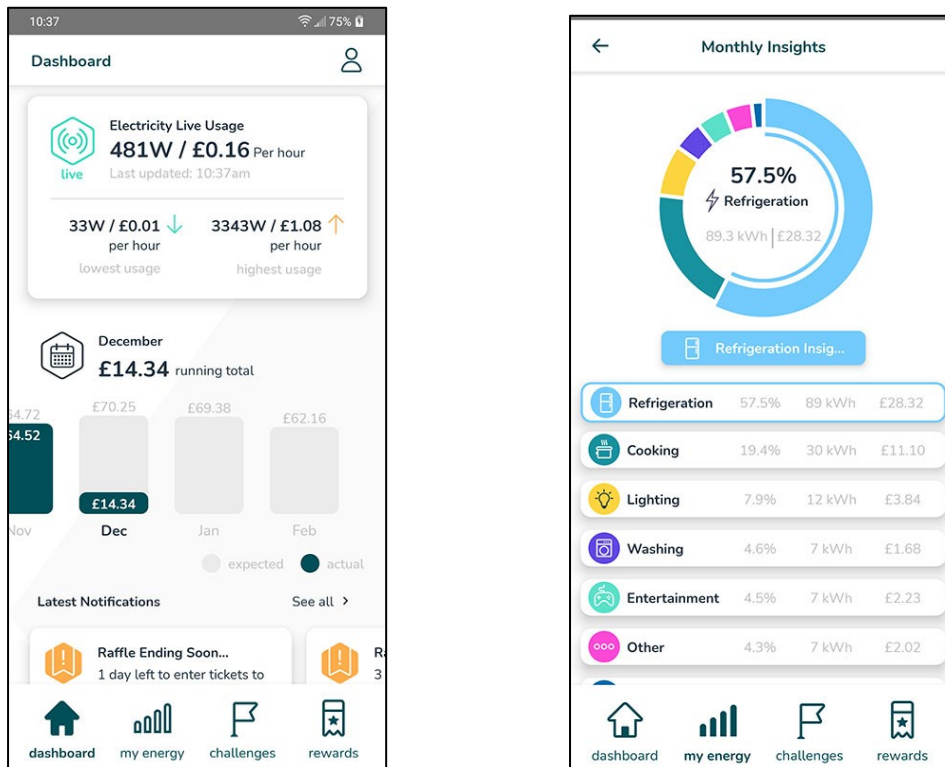 10:37
75%
Dashboard
Electricity Live Usage
481W / £0.16 Per hour
live
Last updated: 10:37am
33W / £0.01
per hour
lowest usage
3343W / £1.08
per hour
highest usage
December
£14.34 running total
4.72
64.52
£70.25
£14.34
£69.38
£62.16
Nov
Dec
Jan
Feb
expected
actual
Latest Notifications
See all >
Raffle Ending Soon...
1 day left to enter tickets to
3
dashboard
my energy
challenges
rewards
Monthly Insights
57.5%
Refrigeration
89.3 kWh | £28.32
Refrigeration Insig...
Refrigeration 57.5% 89 kWh £28.32
Cooking 19.4% 30 kWh £11.10
Lighting 7.9% 12 kWh £3.84
Washing 4.6% 7 kWh £1.68
Entertainment 4.5% 7 kWh £2.23
Other 4.3% 7 kWh £2.02
dashboard
my energy
challenges
rewards